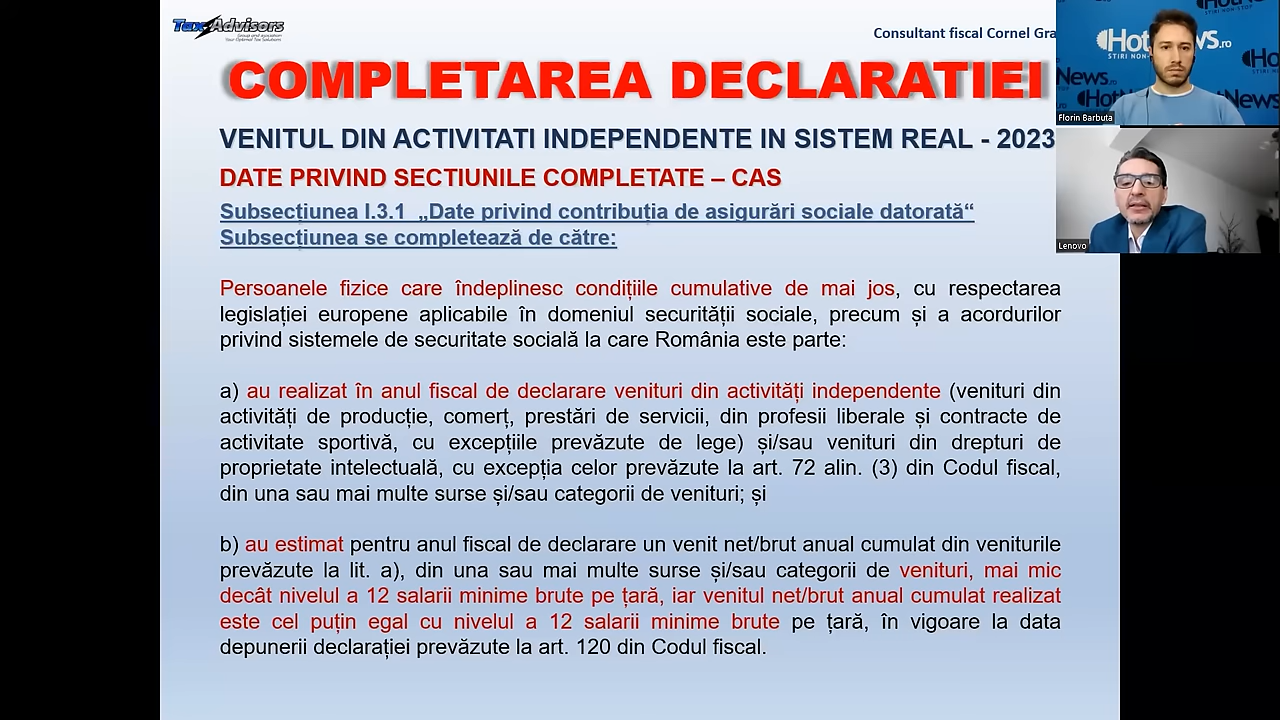 Tax Advisors
Consultant fiscal Cornel Gra
COMPLETAREA DECLARATIEI
VENITUL DIN ACTIVITATI INDEPENDENTE IN SISTEM REAL - 2023
DATE PRIVIND SECTIUNILE COMPLETATE – CAS
Subsecțiunea I.3.1 „Date privind contribuția de asigurări sociale datorată“
Subsecțiunea se completează de către:
Persoanele fizice care îndeplinesc condițiile cumulative de mai jos, cu respectarea
legislației europene aplicabile în domeniul securității sociale, precum și a acordurilor
privind sistemele de securitate socială la care România este parte:
a) au realizat în anul fiscal de declarare venituri din activități independente (venituri din
activități de producție, comerț, prestări de servicii, din profesii liberale și contracte de
activitate sportivă, cu excepțiile prevăzute de lege) și/sau venituri din drepturi de
proprietate intelectuală, cu excepția celor prevăzute la art. 72 alin. (3) din Codul fiscal,
din una sau mai multe surse și/sau categorii de venituri; și
b) au estimat pentru anul fiscal de declarare un venit net/brut anual cumulat din veniturile
prevăzute la lit. a), din una sau mai multe surse și/sau categorii de venituri, mai mic
decât nivelul a 12 salarii minime brute pe țară, iar venitul net/brut anual cumulat realizat
este cel puțin egal cu nivelul a 12 salarii minime brute pe țară, în vigoare la data
depunerii declarației prevăzute la art. 120 din Codul fiscal.
HotNews.ro
ȘTIRI NON-STOP
News.ro
HotNews
Florin Barbuta
Lenovo